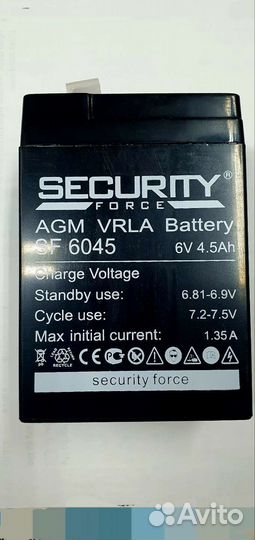 SECURITY®
FORCE
AGM VRLA Battery
SF 6045 6V 4.5Ah
Charge Voltage
Standby use: 6.81-6.9V
Cycle use: 7.2-7.5V
Max initial current: 1.35A
security force
Avito